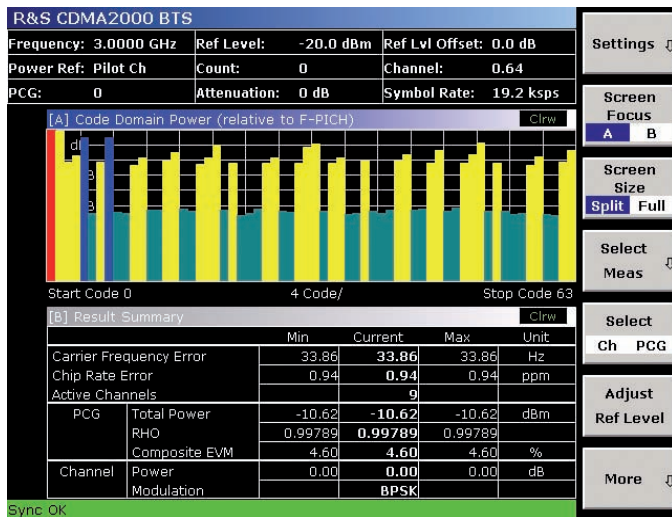 R&S CDMA2000 BTS
Frequency: 3.0000 GHz Ref Level: -20.0 dBm Ref Lvl Offset: 0.0 dB
Power Ref: Pilot Ch Count: 0 Channel: 0.64
PCG: 0 Attenuation: 0 dB Symbol Rate: 19.2 ksps
[A] Code Domain Power (relative to F-PICH) Clrw
Start Code 0 4 Code/ Stop Code 63
[B] Result Summary Clrw
Min Current Max Unit
Carrier Frequency Error 33.86 33.86 33.86 Hz
Chip Rate Error 0.94 0.94 0.94 ppm
Active Channels 9
PCG Total Power -10.62 -10.62 -10.62 dBm
RHO 0.99789 0.99789 0.99789
Composite EVM 4.60 4.60 4.60 %
Channel Power 0.00 0.00 0.00 dB
Modulation BPSK
Sync OK
Settings
Screen
Focus
A B
Screen
Size
Split Full
Select
Meas
Select
Ch PCG
Adjust
Ref Level
More